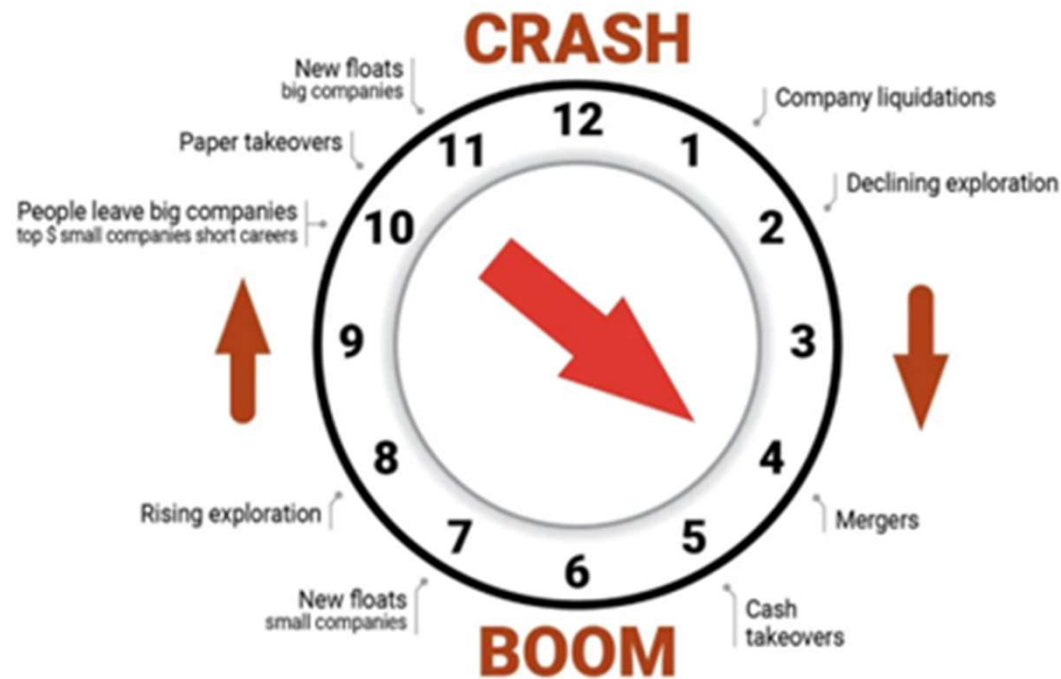 CRASH
New floats
big companies
Company liquidations
Paper takeovers
Declining exploration
People leave big companies
top $ small companies short careers
12
11
1
10
2
9
3
8
4
7
5
6
Rising exploration
Mergers
New floats
small companies
Cash
takeovers
BOOM